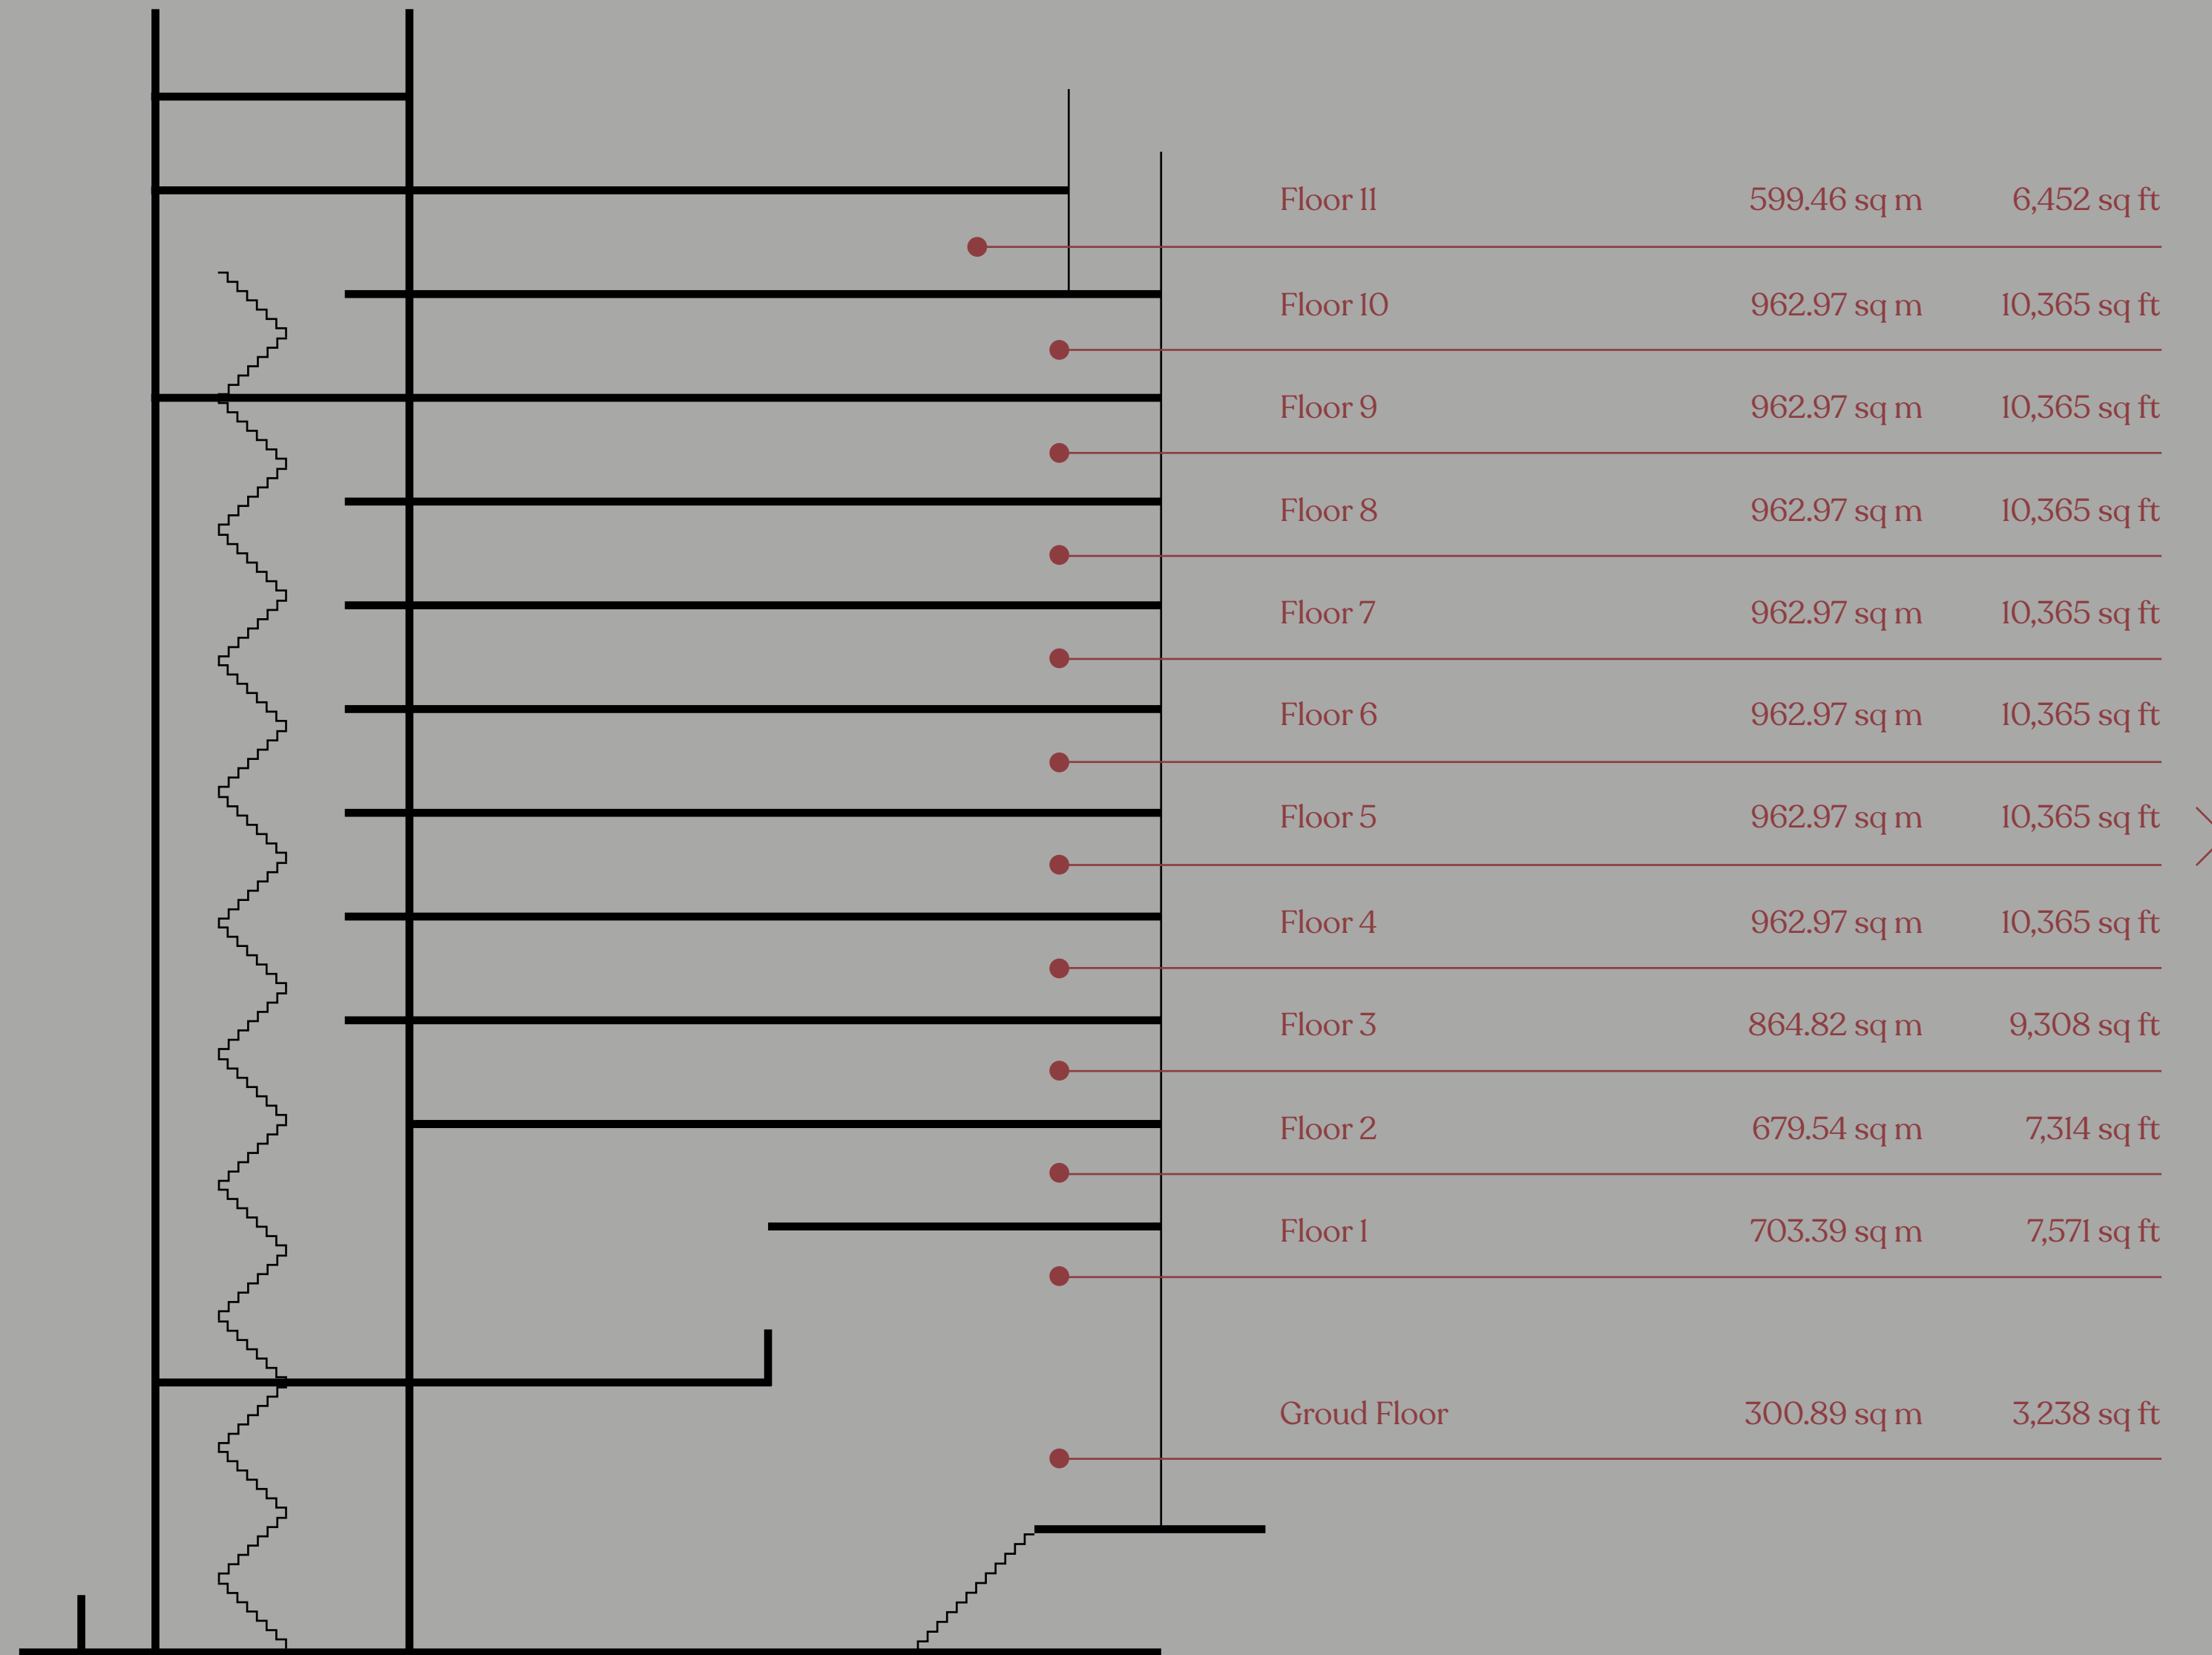 Floor 11 599.46 sq m 6,452 sq ft
Floor 10 962.97 sq m 10,365 sq ft
Floor 9 962.97 sq m 10,365 sq ft
Floor 8 962.97 sq m 10,365 sq ft
Floor 7 962.97 sq m 10,365 sq ft
Floor 6 962.97 sq m 10,365 sq ft
Floor 5 962.97 sq m 10,365 sq ft
Floor 4 962.97 sq m 10,365 sq ft
Floor 3 864.82 sq m 9,308 sq ft
Floor 2 679.54 sq m 7,314 sq ft
Floor 1 703.39 sq m 7,571 sq ft
Groud Floor 300.89 sq m 3,238 sq ft